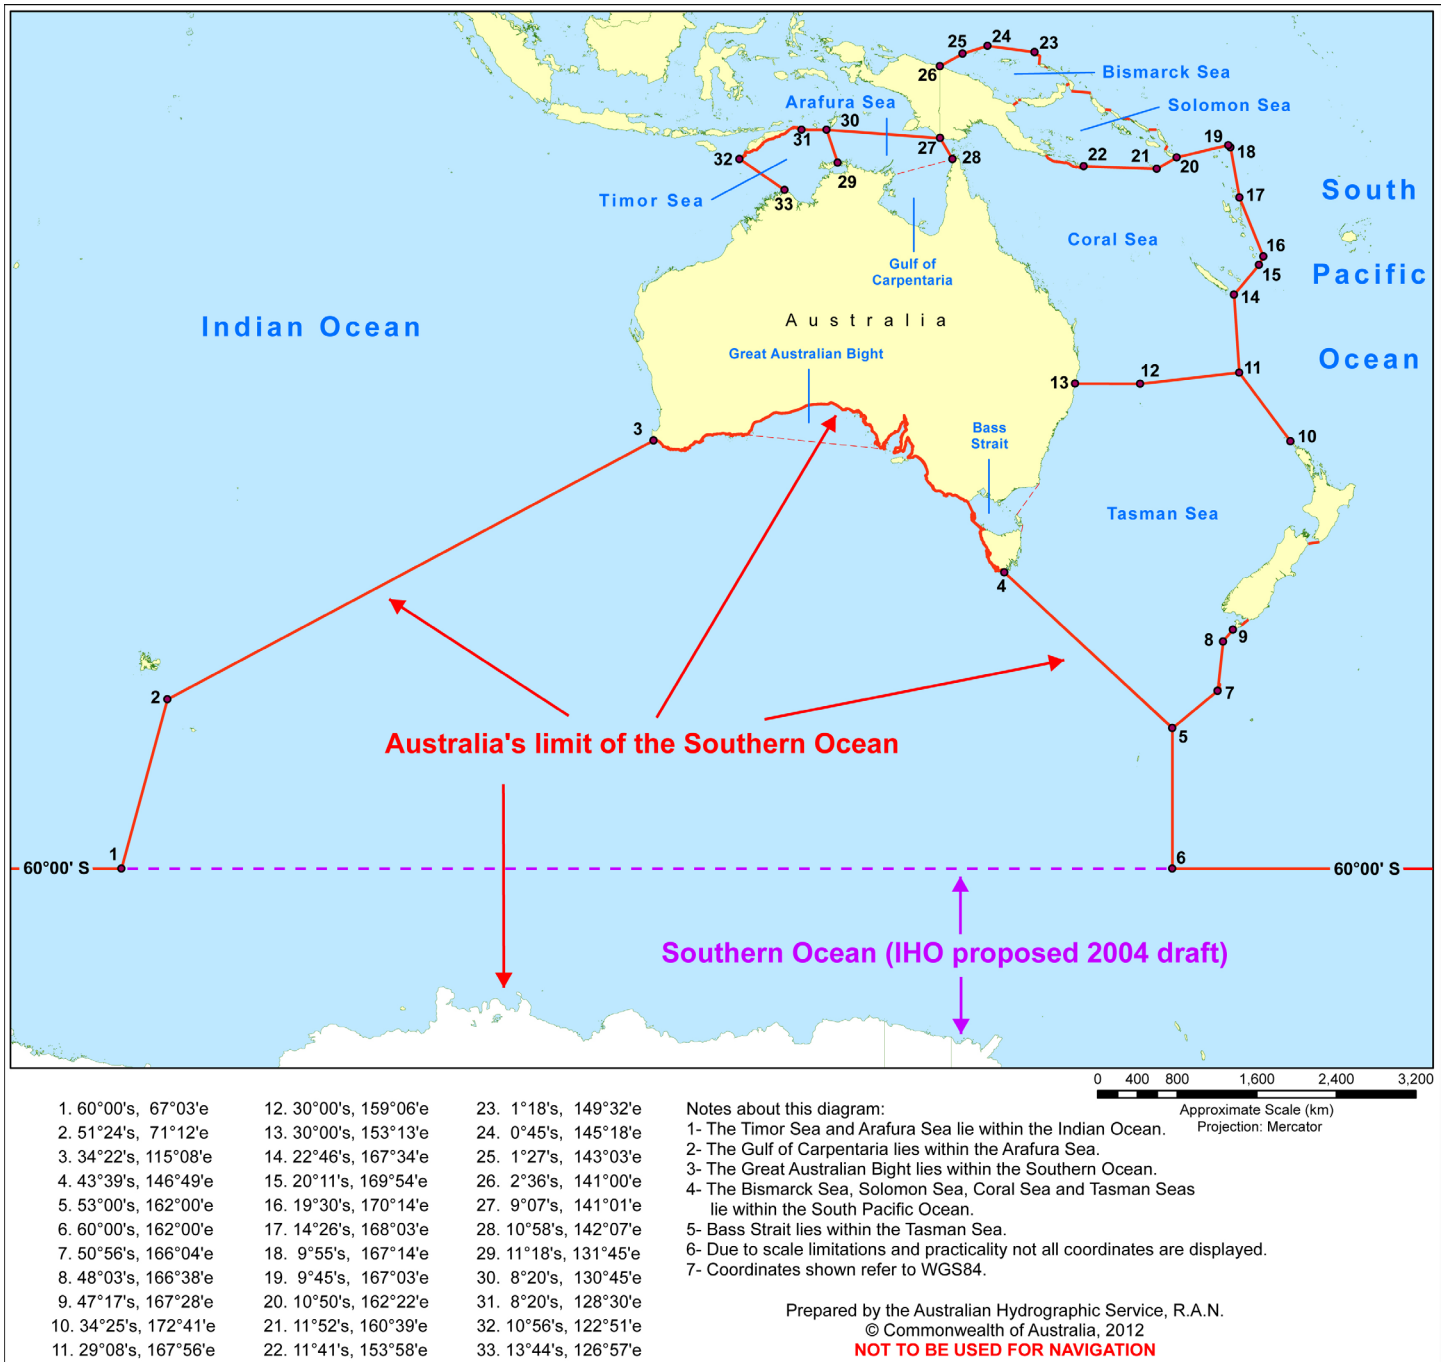 25
24
23
26
Bismarck Sea
Arafura Sea
Solomon Sea
30
31
27
19
18
32
28
22
21
20
29
33
Timor Sea
17
South
Coral Sea
16
Gulf of
Carpentaria
15
Pacific
14
Australia
Indian Ocean
Great Australian Bight
Ocean
13
12
11
3
Bass
Strait
10
Tasman Sea
4
8
9
2
7
5
Australia's limit of the Southern Ocean
1
6
60°00' S
60°00' S
Southern Ocean (IHO proposed 2004 draft)
0 400 800 1,600 2,400 3,200
Approximate Scale (km)
Projection: Mercator
1. 60°00's, 67°03'e
2. 51°24's, 71°12'e
3. 34°22's, 115°08'e
4. 43°39's, 146°49'e
5. 53°00's, 162°00'e
6. 60°00's, 162°00'e
7. 50°56's, 166°04'e
8. 48°03's, 166°38'e
9. 47°17's, 167°28'e
10. 34°25's, 172°41'e
11. 29°08's, 167°56'e
12. 30°00's, 159°06'e
13. 30°00's, 153°13'e
14. 22°46's, 167°34'e
15. 20°11's, 169°54'e
16. 19°30's, 170°14'e
17. 14°26's, 168°03'e
18. 9°55's, 167°14'e
19. 9°45's, 167°03'e
20. 10°50's, 162°22'e
21. 11°52's, 160°39'e
22. 11°41's, 153°58'e
23. 1°18's, 149°32'e
24. 0°45's, 145°18'e
25. 1°27's, 143°03'e
26. 2°36's, 141°00'e
27. 9°07's, 141°01'e
28. 10°58's, 142°07'e
29. 11°18's, 131°45'e
30. 8°20's, 130°45'e
31. 8°20's, 128°30'e
32. 10°56's, 122°51'e
33. 13°44's, 126°57'e
Notes about this diagram:
1- The Timor Sea and Arafura Sea lie within the Indian Ocean.
2- The Gulf of Carpentaria lies within the Arafura Sea.
3- The Great Australian Bight lies within the Southern Ocean.
4- The Bismarck Sea, Solomon Sea, Coral Sea and Tasman Seas
lie within the South Pacific Ocean.
5- Bass Strait lies within the Tasman Sea.
6- Due to scale limitations and practicality not all coordinates are displayed.
7- Coordinates shown refer to WGS84.
Prepared by the Australian Hydrographic Service, R.A.N.
© Commonwealth of Australia, 2012
NOT TO BE USED FOR NAVIGATION